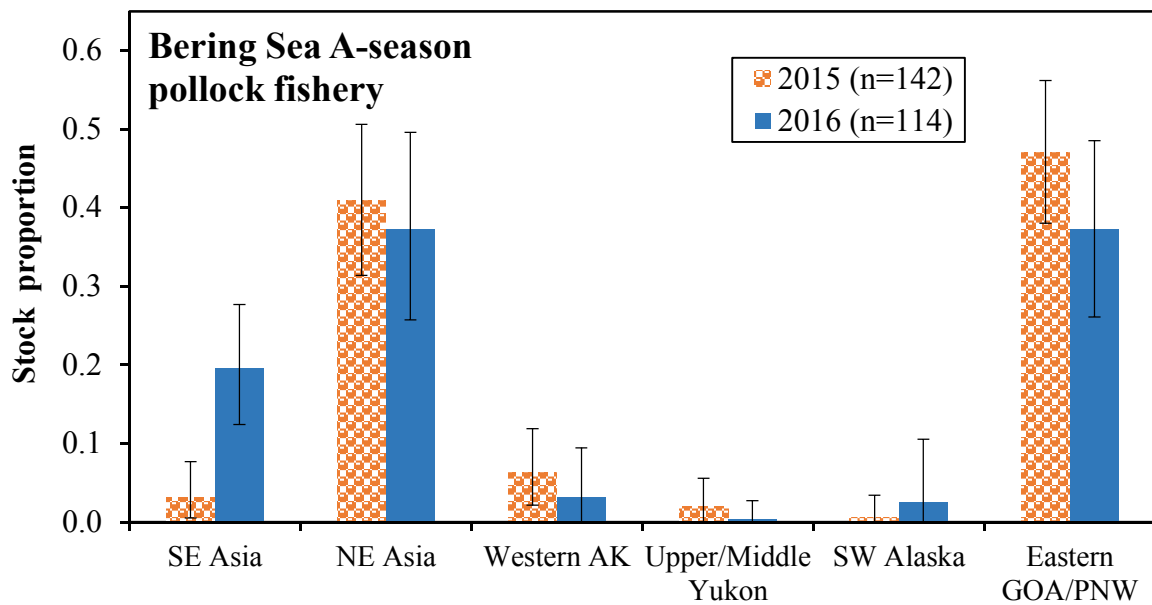 Bering Sea A-season
pollock fishery
2015 (n=142)
2016 (n=114)
Stock proportion
0.6
0.5
0.4
0.3
0.2
0.1
0.0
SE Asia
NE Asia
Western AK
Upper/Middle
Yukon
SW Alaska
Eastern
GOA/PNW